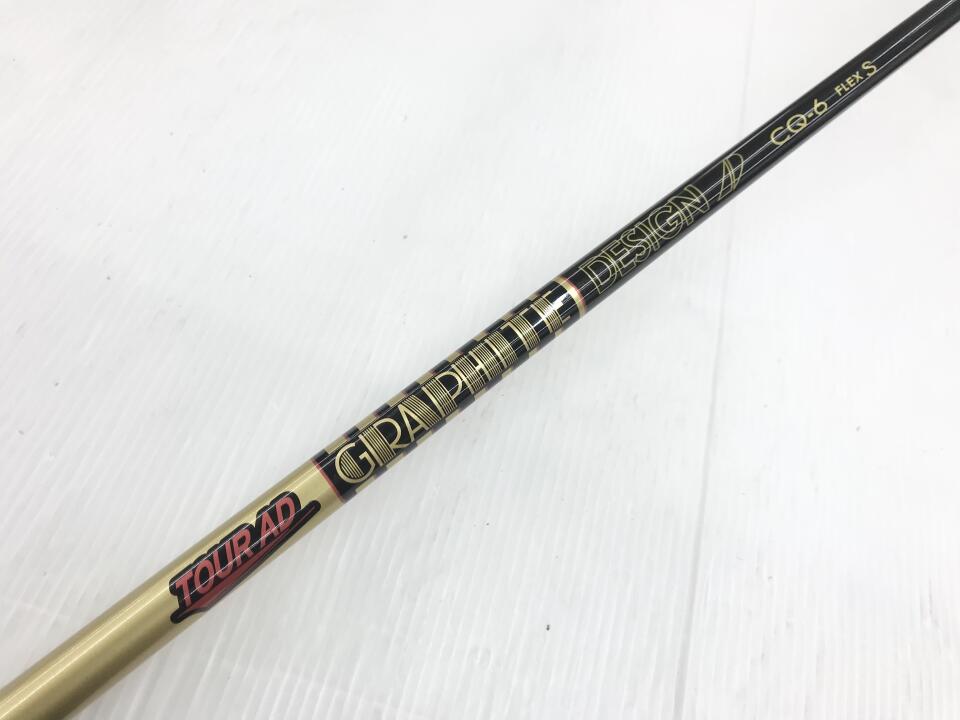 TOUR AD
GRAPHITE DESIGN CQ-6 FLEX S